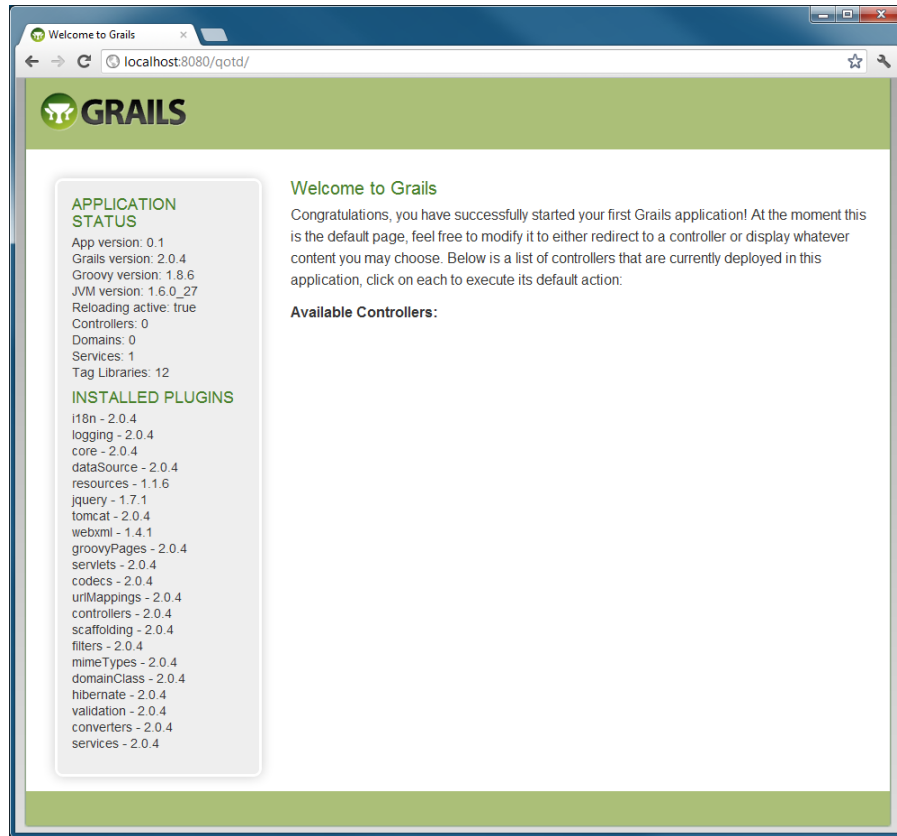 Welcome to Grails
localhost:8080/qotd/
GRAILS
APPLICATION
STATUS
App version: 0.1
Grails version: 2.0.4
Groovy version: 1.8.6
JVM version: 1.6.0_27
Reloading active: true
Controllers: 0
Domains: 0
Services: 1
Tag Libraries: 12
INSTALLED PLUGINS
i18n - 2.0.4
logging - 2.0.4
core - 2.0.4
dataSource - 2.0.4
resources - 1.1.6
jquery - 1.7.1
tomcat - 2.0.4
webxml - 1.4.1
groovyPages - 2.0.4
servlets - 2.0.4
codecs - 2.0.4
urlMappings - 2.0.4
controllers - 2.0.4
scaffolding - 2.0.4
filters - 2.0.4
mimeTypes - 2.0.4
domainClass - 2.0.4
hibernate - 2.0.4
validation - 2.0.4
converters - 2.0.4
services - 2.0.4
Welcome to Grails
Congratulations, you have successfully started your first Grails application! At the moment this
is the default page, feel free to modify it to either redirect to a controller or display whatever
content you may choose. Below is a list of controllers that are currently deployed in this
application, click on each to execute its default action:
Available Controllers: